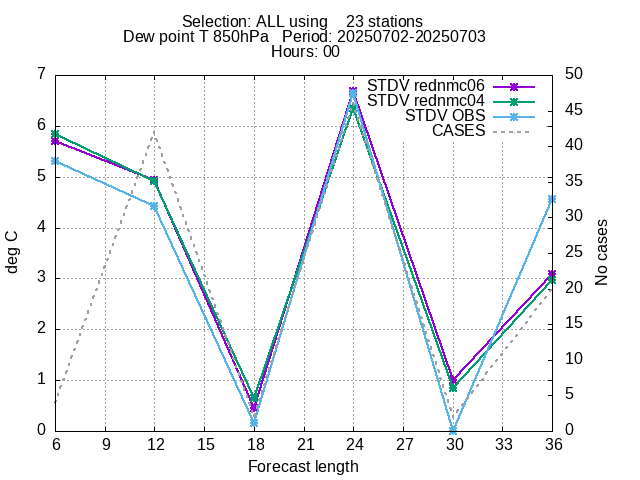 Selection: ALL using    23 stations
Dew point T 850hPa   Period: 20250702-20250703
Hours: 00
STDV rednmc06
STDV rednmc04
STDV OBS
CASES
deg C
No cases
7
6
5
4
3
2
1
0
50
45
40
35
30
25
20
15
10
5
0
6 9 12 15 18 21 24 27 30 33 36
Forecast length